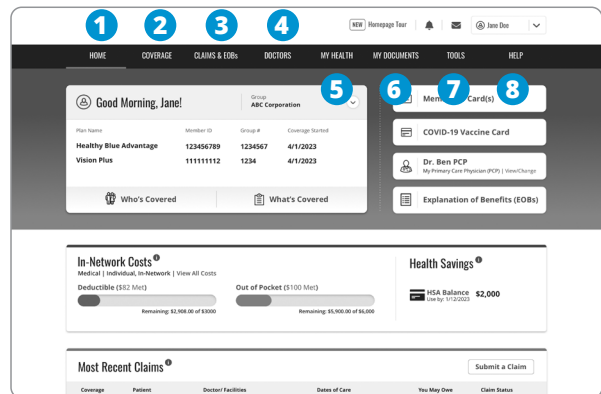 1 2 3 4
NEW Homepage Tour Jane Doe
HOME COVERAGE CLAIMS & EOBs DOCTORS MY HEALTH MY DOCUMENTS TOOLS HELP
5 6 7 8
Good Morning, Jane!
Group
ABC Corporation
Plan Name Member ID Group # Coverage Started
Healthy Blue Advantage 123456789 1234567 4/1/2023
Vision Plus 111111112 1234 4/1/2023
Who's Covered What's Covered
Card(s)
COVID-19 Vaccine Card
Dr. Ben PCP
My Primary Care Physician (PCP) | View/Change
Explanation of Benefits (EOBs)
In-Network Costs
Medical | Individual, In-Network | View All Costs
Deductible ($82 Met) Out of Pocket ($100 Met)
Remaining: $2,908.00 of $3000 Remaining: $5,900.00 of $6,000
Health Savings
HSA Balance $2,000
Use by: 1/12/2023
Most Recent Claims
Submit a Claim
Coverage Patient Doctor/ Facilities Dates of Care You May Owe Claim Status